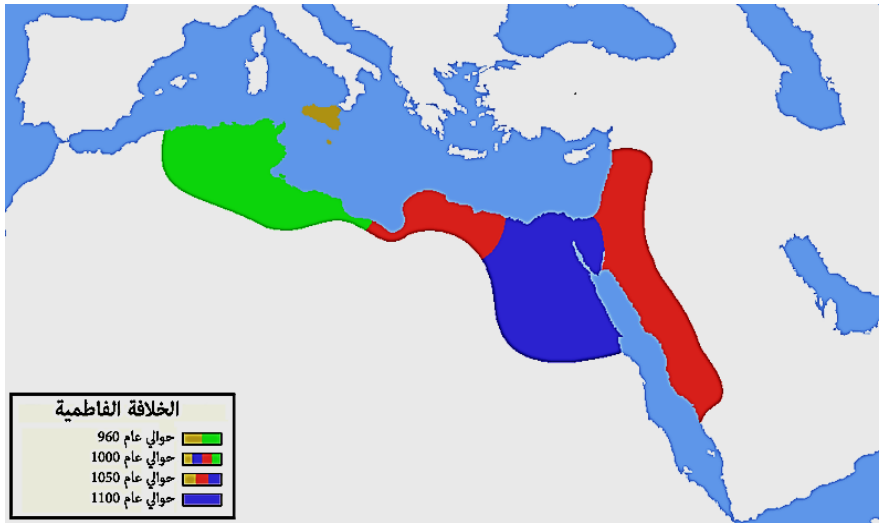 الخلافة الفاطمية
حوالي عام 960
حوالي عام 1000
حوالي عام 1050
حوالي عام 1100